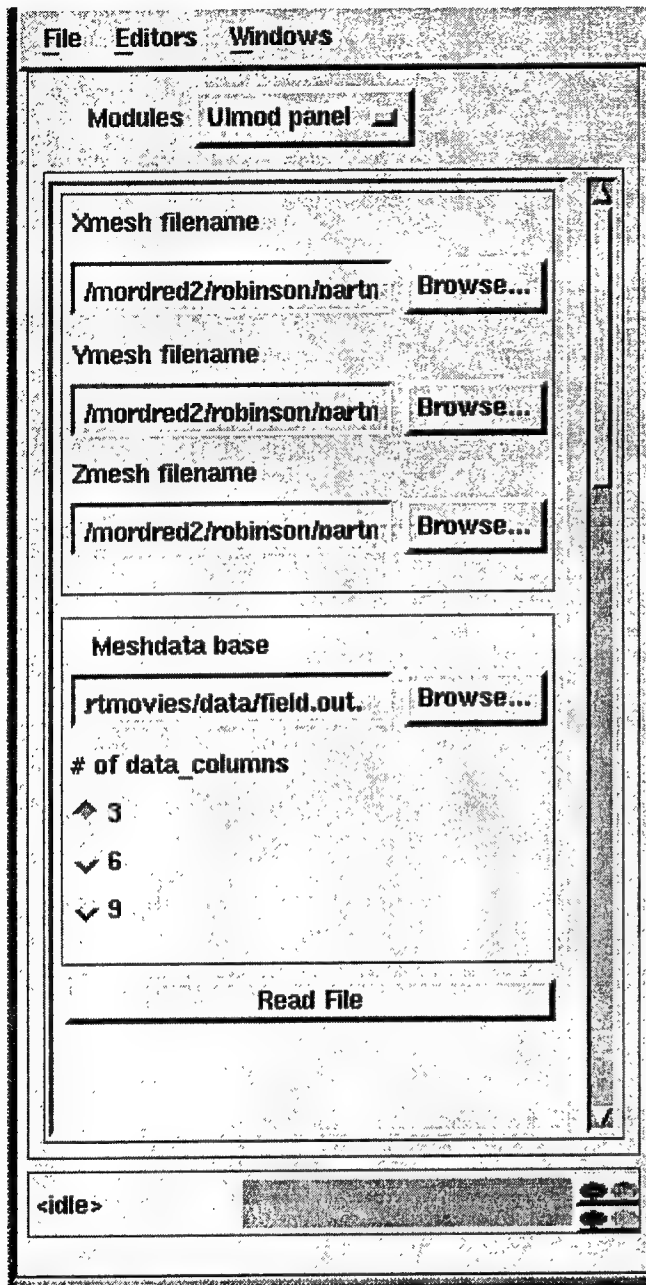 File Editors Windows
Modules UImod panel
Xmesh filename
/mordred2/robinson/partn Browse...
Ymesh filename
/mordred2/robinson/partn Browse...
Zmesh filename
/mordred2/robinson/partn Browse...
Meshdata base
rtmovies/data/field.out. Browse...
# of data_columns
3
6
9
Read File
<idle>